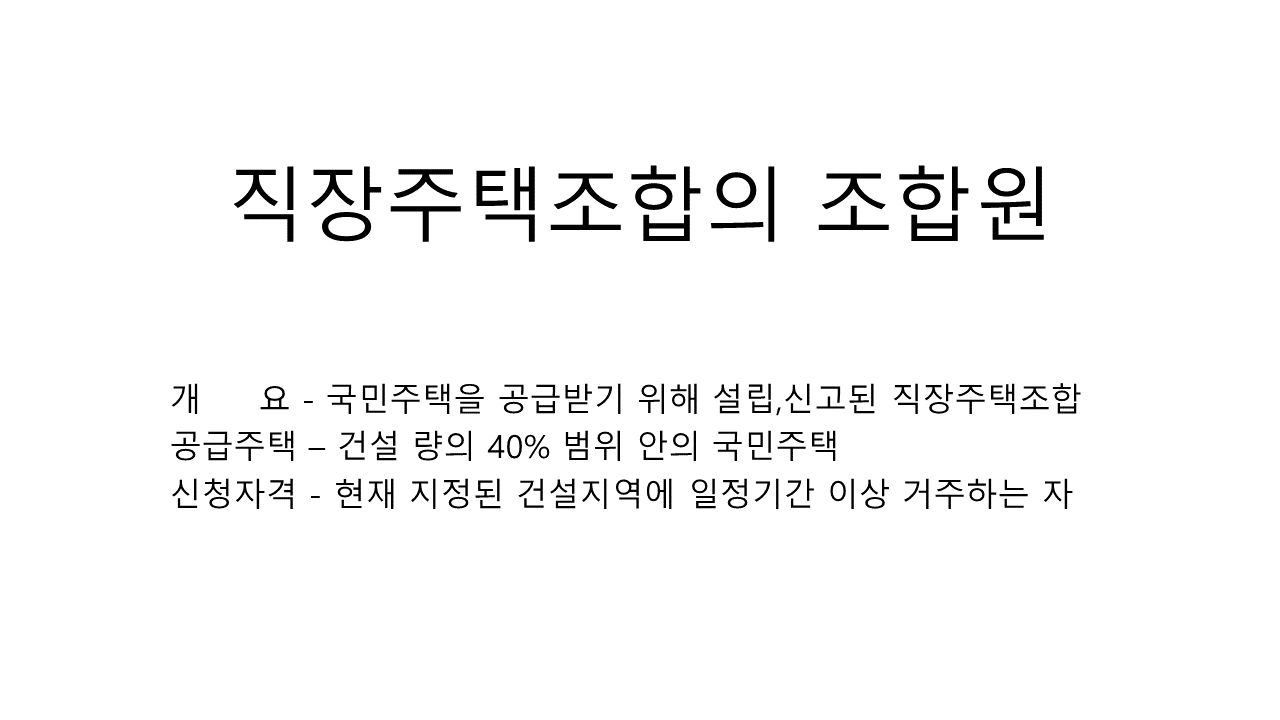 직장주택조합의 조합원
개 요 - 국민주택을 공급받기 위해 설립,신고된 직장주택조합
공급주택 – 건설 량의 40% 범위 안의 국민주택
신청자격 - 현재 지정된 건설지역에 일정기간 이상 거주하는 자